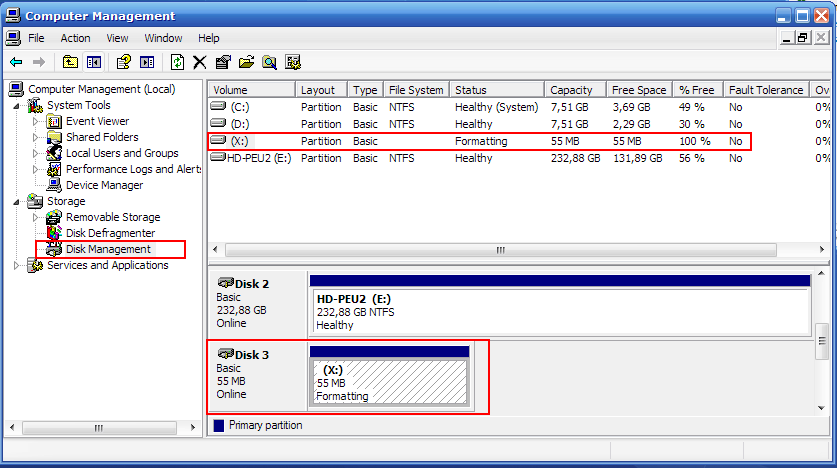 Computer Management
File Action View Window Help
Computer Management (Local)
System Tools
Event Viewer
Shared Folders
Local Users and Groups
Performance Logs and Alert
Device Manager
Storage
Removable Storage
Disk Defragmenter
Disk Management
Services and Applications
Volume Layout Type File System Status Capacity Free Space % Free Fault Tolerance Ov
(C:) Partition Basic NTFS Healthy (System) 7,51 GB 3,69 GB 49 % No 0%
(D:) Partition Basic NTFS Healthy 7,51 GB 2,29 GB 30 % No 0%
(X:) Partition Basic Formatting 55 MB 55 MB 100 % No 0%
HD-PEU2 (E:) Partition Basic NTFS Healthy 232,88 GB 131,89 GB 56 % No 0%
Disk 2
Basic
232,88 GB
Online
HD-PEU2 (E:)
232,88 GB NTFS
Healthy
Disk 3
Basic
55 MB
Online
(X:)
55 MB
Formatting
Primary partition